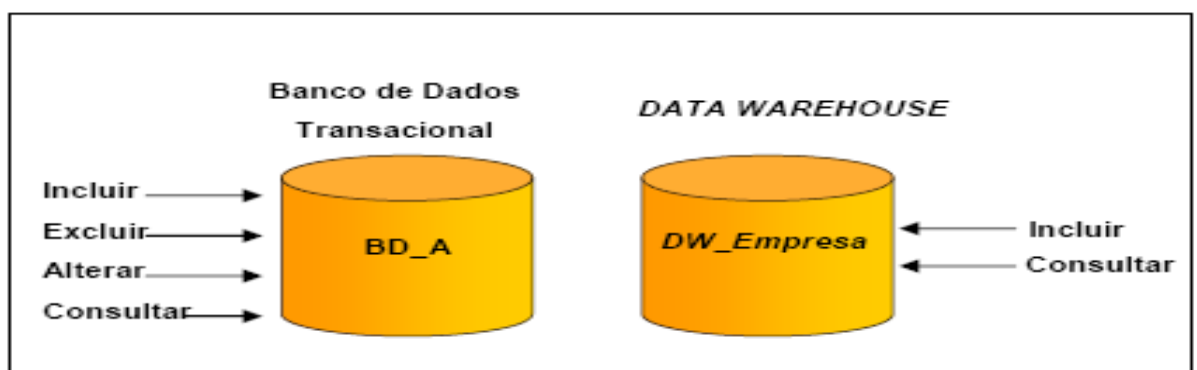 Banco de Dados
Transacional
DATA WAREHOUSE
Incluir
Excluir
Alterar
Consultar
BD_A
DW_Empresa
Incluir
Consultar